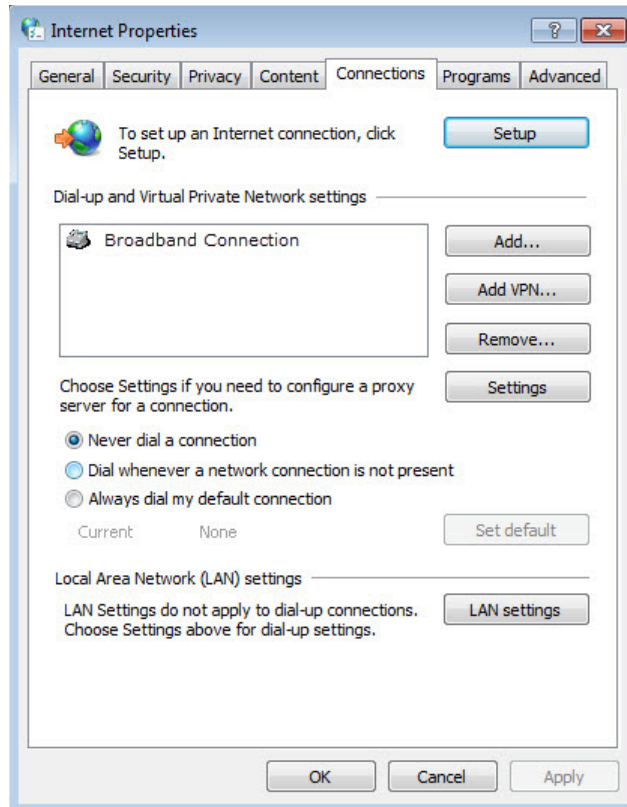 Internet Properties
General Security Privacy Content Connections Programs Advanced
To set up an Internet connection, click
Setup.
Setup
Dial-up and Virtual Private Network settings
Broadband Connection
Add...
Add VPN...
Remove...
Choose Settings if you need to configure a proxy
server for a connection.
Settings
Never dial a connection
Dial whenever a network connection is not present
Always dial my default connection
Current None
Set default
Local Area Network (LAN) settings
LAN Settings do not apply to dial-up connections.
Choose Settings above for dial-up settings.
LAN settings
OK Cancel Apply